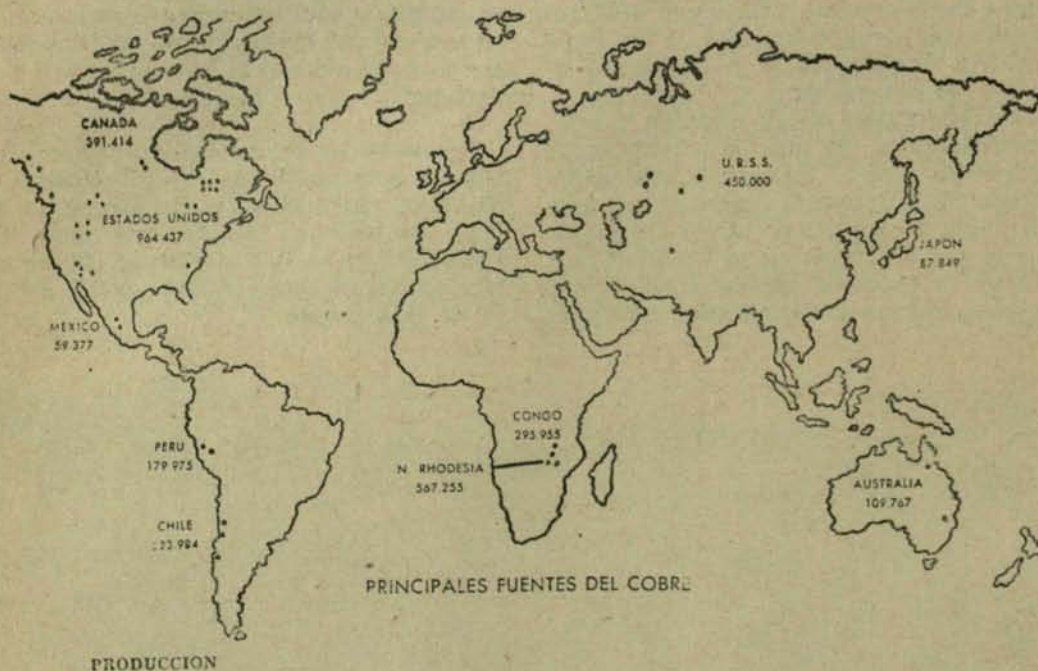 CANADA
391.414
U.R.S.S.
450.000
ESTADOS UNIDOS
964 437
JAPON
87.849
MEXICO
59.377
CONGO
295.955
PERU
179.975
N. RHODESIA
567.255
AUSTRALIA
109.767
CHILE
PRINCIPALES FUENTES DEL COBRE
PRODUCCION